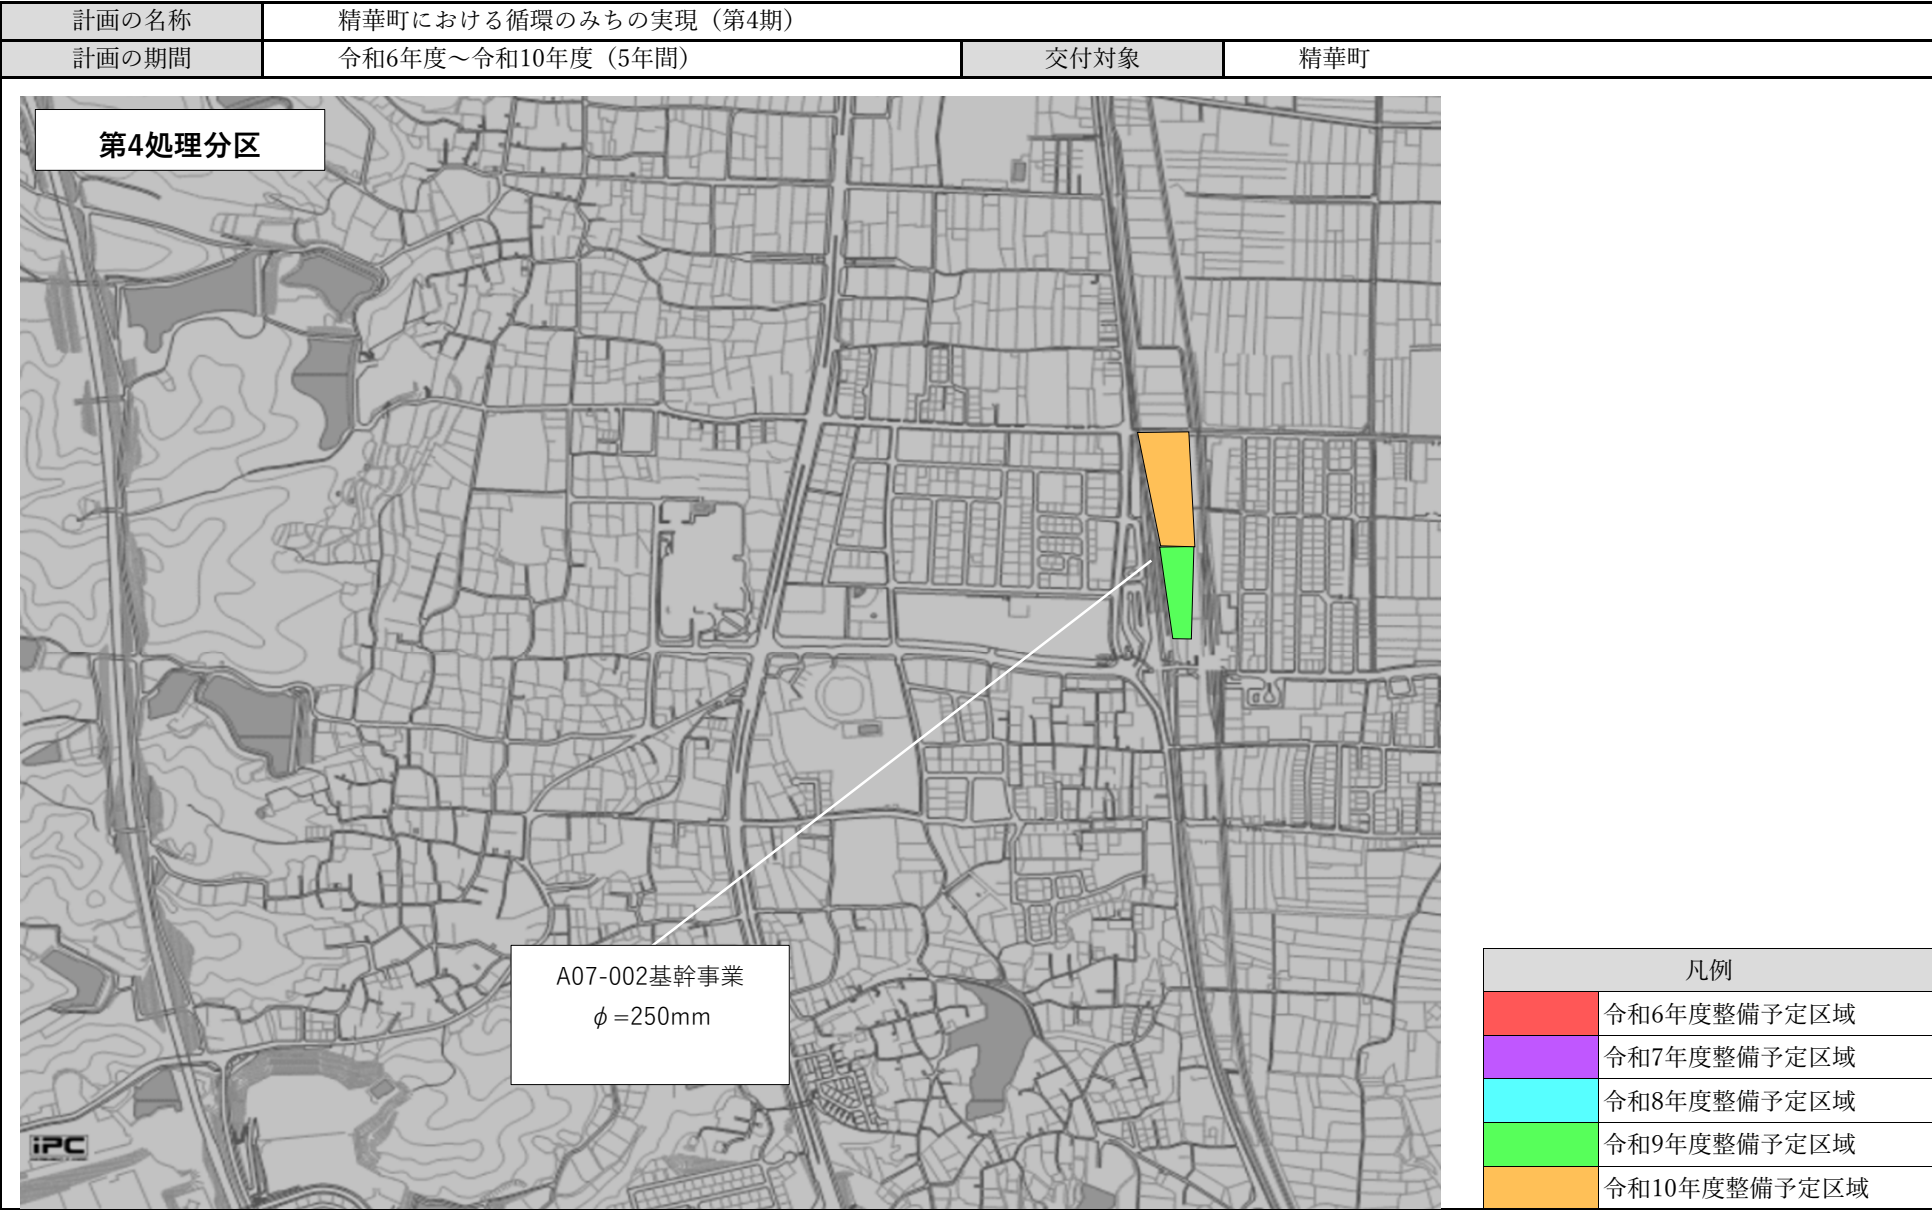 計画の名称 精華町における循環のみちの実現（第4期）
計画の期間 令和6年度～令和10年度（5年間） 交付対象 精華町
第4処理分区
A07-002基幹事業
φ=250mm
iPC
凡例
令和6年度整備予定区域
令和7年度整備予定区域
令和8年度整備予定区域
令和9年度整備予定区域
令和10年度整備予定区域